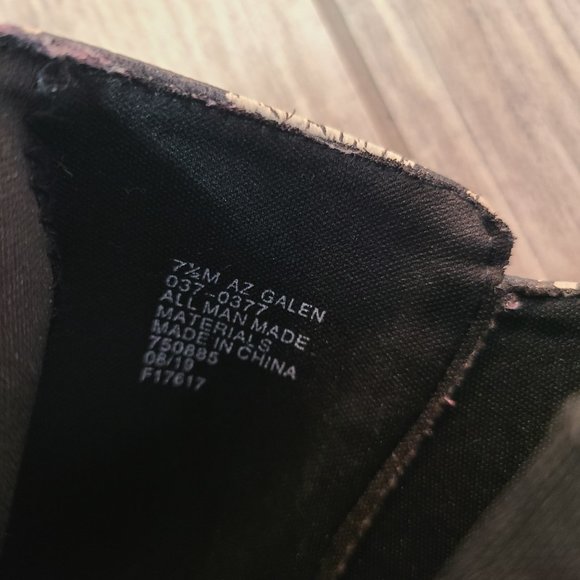 7½M AZ GALEN
037-0377
ALL MAN MADE
MATERIALS
MADE IN CHINA
750885
08/19
F17617